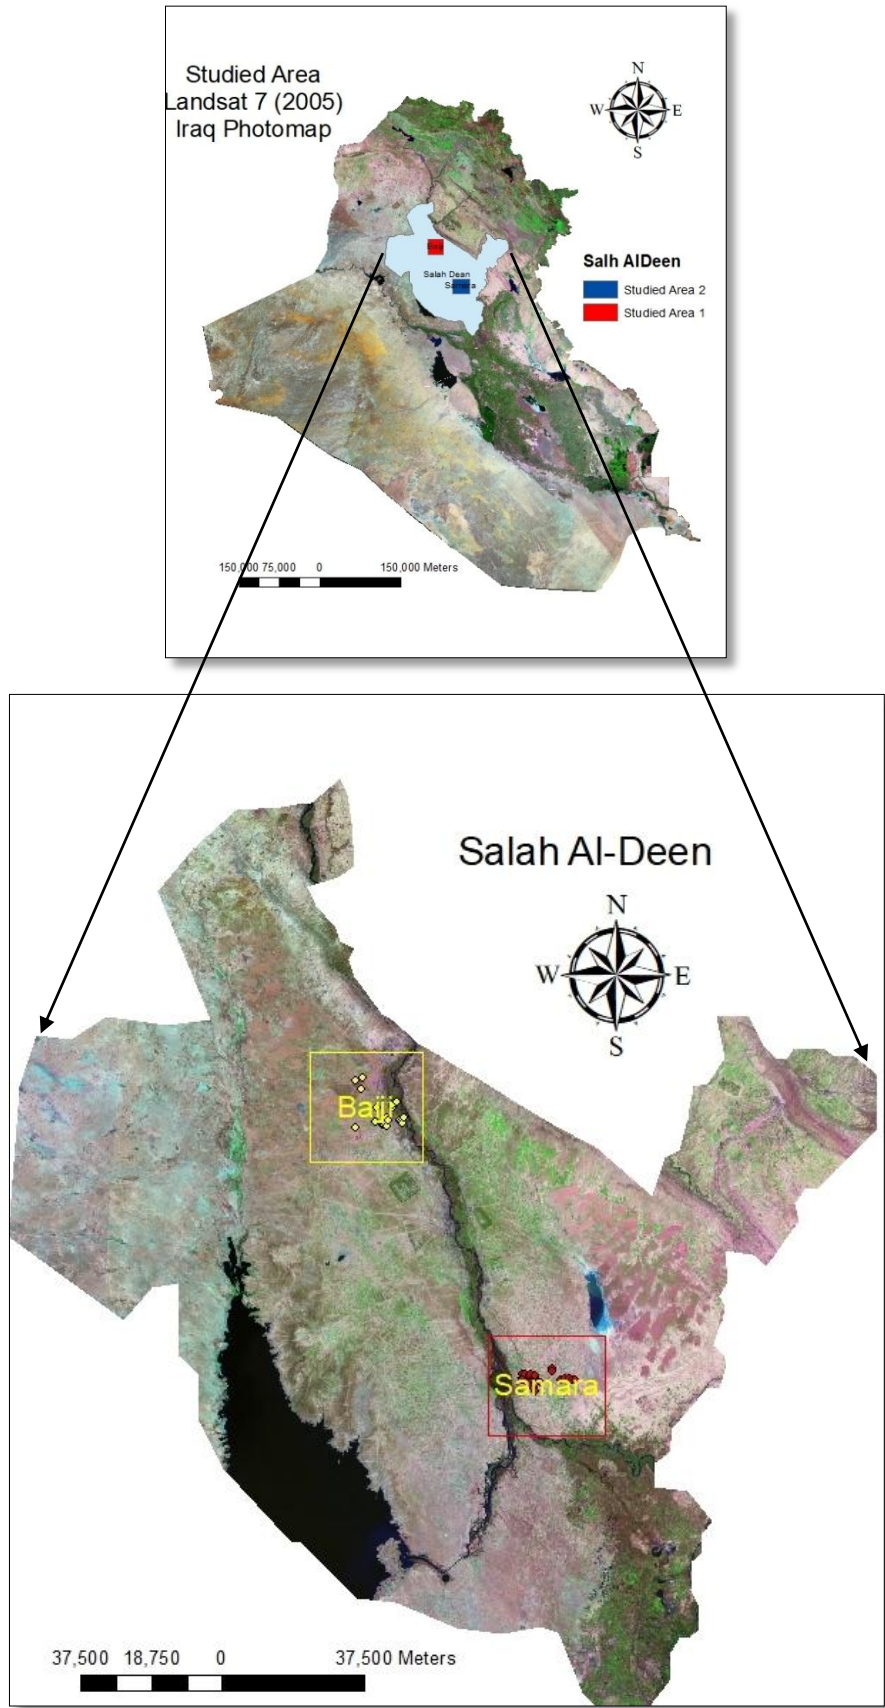 Studied Area
Landsat 7 (2005)
Iraq Photomap
N
W E
S
Salh AlDeen
Studied Area 2
Studied Area 1
Baiji
Salah Dean
Samara
150,000 75,000 0 150,000 Meters
Salah Al-Deen
N
W E
S
Baiji
Samara
37,500 18,750 0 37,500 Meters